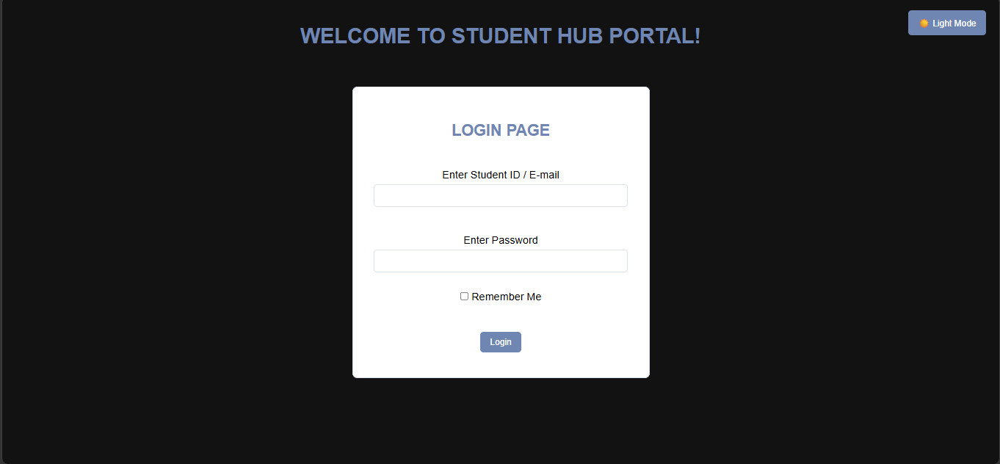 WELCOME TO STUDENT HUB PORTAL!
Light Mode
LOGIN PAGE
Enter Student ID / E-mail
Enter Password
Remember Me
Login